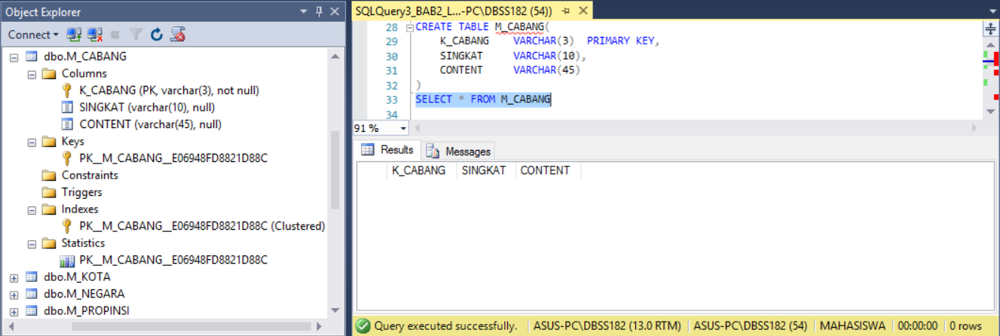 Object Explorer
Connect
dbo.M_CABANG
Columns
K_CABANG (PK, varchar(3), not null)
SINGKAT (varchar(10), null)
CONTENT (varchar(45), null)
Keys
PK__M_CABANG__E06948FD8821D88C
Constraints
Triggers
Indexes
PK__M_CABANG__E06948FD8821D88C (Clustered)
Statistics
PK__M_CABANG__E06948FD8821D88C
dbo.M_KOTA
dbo.M_NEGARA
dbo.M_PROPINSI
SQLQuery3_BAB2_L...-PC\DBSS182 (54))
28 CREATE TABLE M_CABANG(
29 K_CABANG VARCHAR(3) PRIMARY KEY,
30 SINGKAT VARCHAR(10),
31 CONTENT VARCHAR(45)
32 )
33 SELECT * FROM M_CABANG
34
91 %
Results Messages
K_CABANG SINGKAT CONTENT
Query executed successfully. ASUS-PC\DBSS182 (13.0 RTM) ASUS-PC\DBSS182 (54) MAHASISWA 00:00:00 0 rows